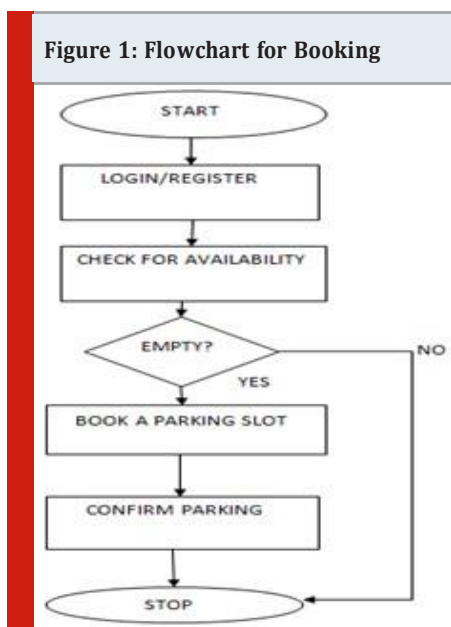 Figure 1: Flowchart for Booking
START
LOGIN/REGISTER
CHECK FOR AVAILABILITY
EMPTY?
NO
YES
BOOK A PARKING SLOT
CONFIRM PARKING
STOP